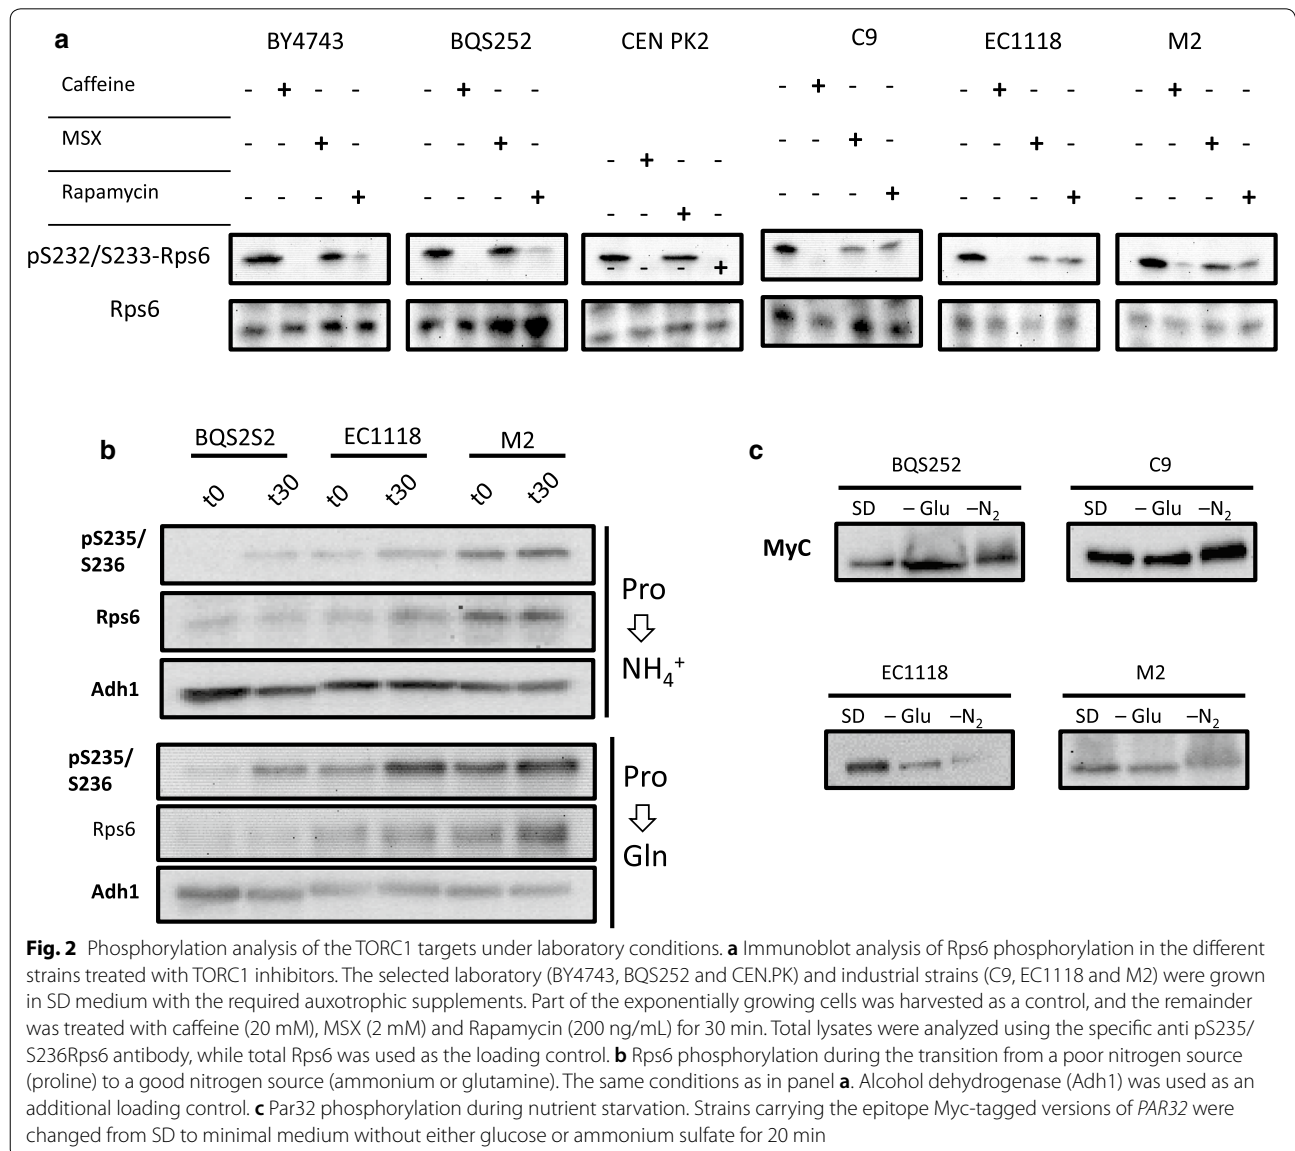 a
BY4743 BQS252 CEN PK2 C9 EC1118 M2
Caffeine - + - - - + - - - + - - - + - - - + - -
MSX - - + - - - + - - + - - - - + - - - + - - - + -
Rapamycin - - - + - - - + - - + - - - - + - - - + - - - +
pS232/S233-Rps6 - - - +
Rps6
b
BQS2S2 EC1118 M2
t0 t30 t0 t30 t0 t30
pS235/
S236
Rps6
Adh1
Pro
NH4+
pS235/
S236
Rps6
Adh1
Pro
Gln
c
BQS252 C9
SD – Glu –N2 SD – Glu –N2
MyC
EC1118 M2
SD – Glu –N2 SD – Glu –N2
Fig. 2 Phosphorylation analysis of the TORC1 targets under laboratory conditions. a Immunoblot analysis of Rps6 phosphorylation in the different
strains treated with TORC1 inhibitors. The selected laboratory (BY4743, BQS252 and CEN.PK) and industrial strains (C9, EC1118 and M2) were grown
in SD medium with the required auxotrophic supplements. Part of the exponentially growing cells was harvested as a control, and the remainder
was treated with caffeine (20 mM), MSX (2 mM) and Rapamycin (200 ng/mL) for 30 min. Total lysates were analyzed using the specific anti pS235/
S236Rps6 antibody, while total Rps6 was used as the loading control. b Rps6 phosphorylation during the transition from a poor nitrogen source
(proline) to a good nitrogen source (ammonium or glutamine). The same conditions as in panel a. Alcohol dehydrogenase (Adh1) was used as an
additional loading control. c Par32 phosphorylation during nutrient starvation. Strains carrying the epitope Myc-tagged versions of PAR32 were
changed from SD to minimal medium without either glucose or ammonium sulfate for 20 min